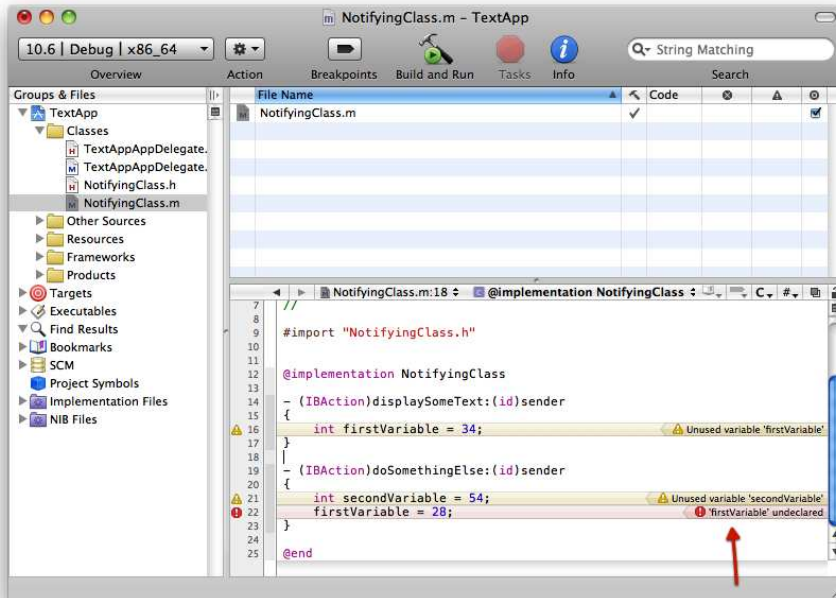 NotifyingClass.m – TextApp
10.6 | Debug | x86_64
String Matching
Overview Action Breakpoints Build and Run Tasks Info Search
Groups & Files
TextApp
Classes
TextAppAppDelegate.
TextAppAppDelegate.
NotifyingClass.h
NotifyingClass.m
Other Sources
Resources
Frameworks
Products
Targets
Executables
Find Results
Bookmarks
SCM
Project Symbols
Implementation Files
NIB Files
File Name Code
NotifyingClass.m
NotifyingClass.m:18 @implementation NotifyingClass C #
7 //
8
9 #import "NotifyingClass.h"
10
11
12 @implementation NotifyingClass
13
14 - (IBAction)displaySomeText:(id)sender
15 {
16 int firstVariable = 34; Unused variable 'firstVariable'
17 }
18
19 - (IBAction)doSomethingElse:(id)sender
20 {
21 int secondVariable = 54; Unused variable 'secondVariable'
22 firstVariable = 28; 'firstVariable' undeclared
23 }
24
25 @end